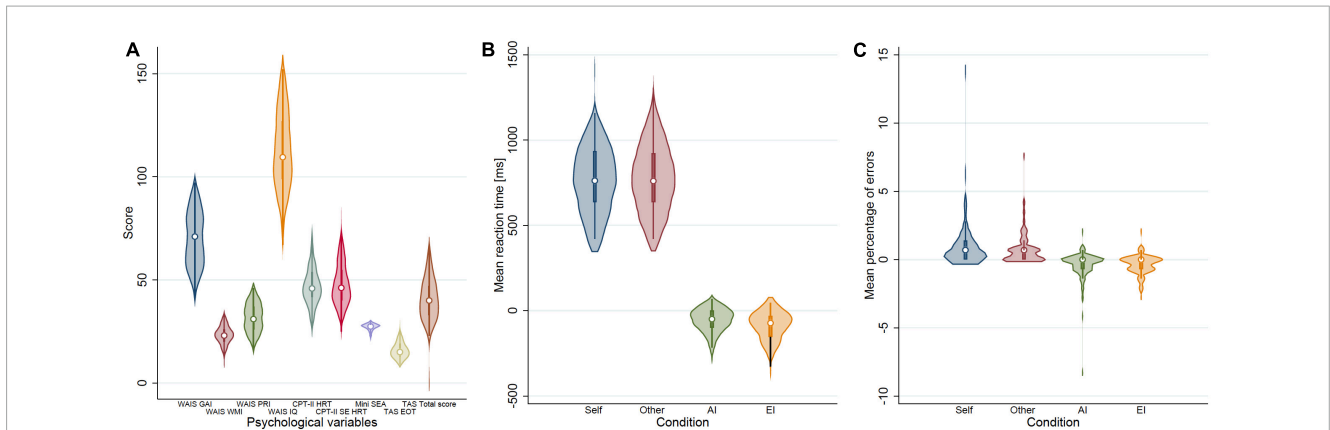 A
Score
150
100
50
0
WAIS GAI WAIS PRI CPT-II HRT Mini SEA TAS Total score
WAIS WMI WAIS IQ CPT-II SE HRT TAS EOT
Psychological variables
B
Mean reaction time [ms]
1500
1000
500
0
-500
Self Other AI EI
Condition
C
Mean percentage of errors
15
10
5
0
-5
-10
Self Other AI EI
Condition